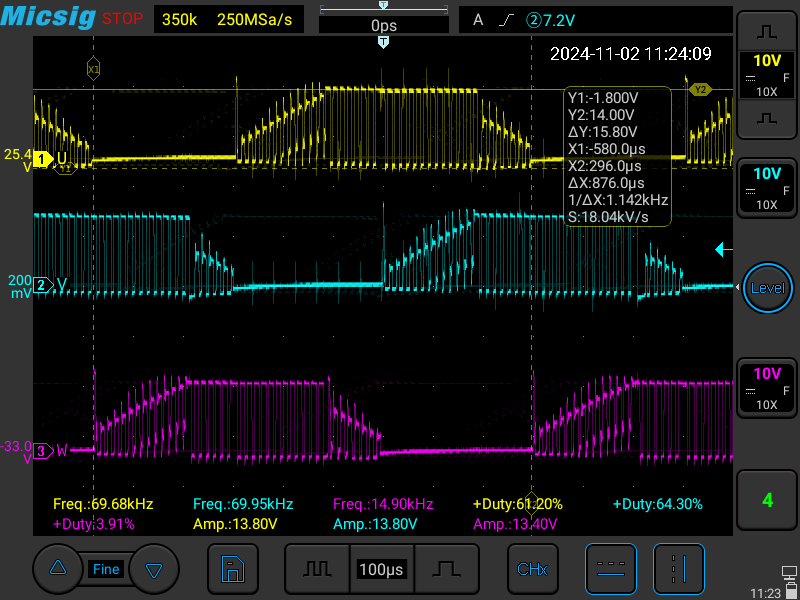 Micsig STOP 350k 250MSa/s 0ps A ②7.2V
T
2024-11-02 11:24:09
X1
Y2
Y1:-1.800V
Y2:14.00V
ΔY:15.80V
X1:-580.0μs
X2:296.0μs
ΔX:876.0μs
1/ΔX:1.142kHz
S:18.04kV/s
25.4
V
1 U
Y1
200
mV
2 V
-33.0
V
3 W
Freq.:69.68kHz Freq.:69.95kHz Freq.:14.90kHz +Duty:61.20% +Duty:64.30%
+Duty:3.91% Amp.:13.80V Amp.:13.80V Amp.:13.40V
10V
F
10X
10V
F
10X
Level
10V
F
10X
4
Fine
100μs
CHx
11:23